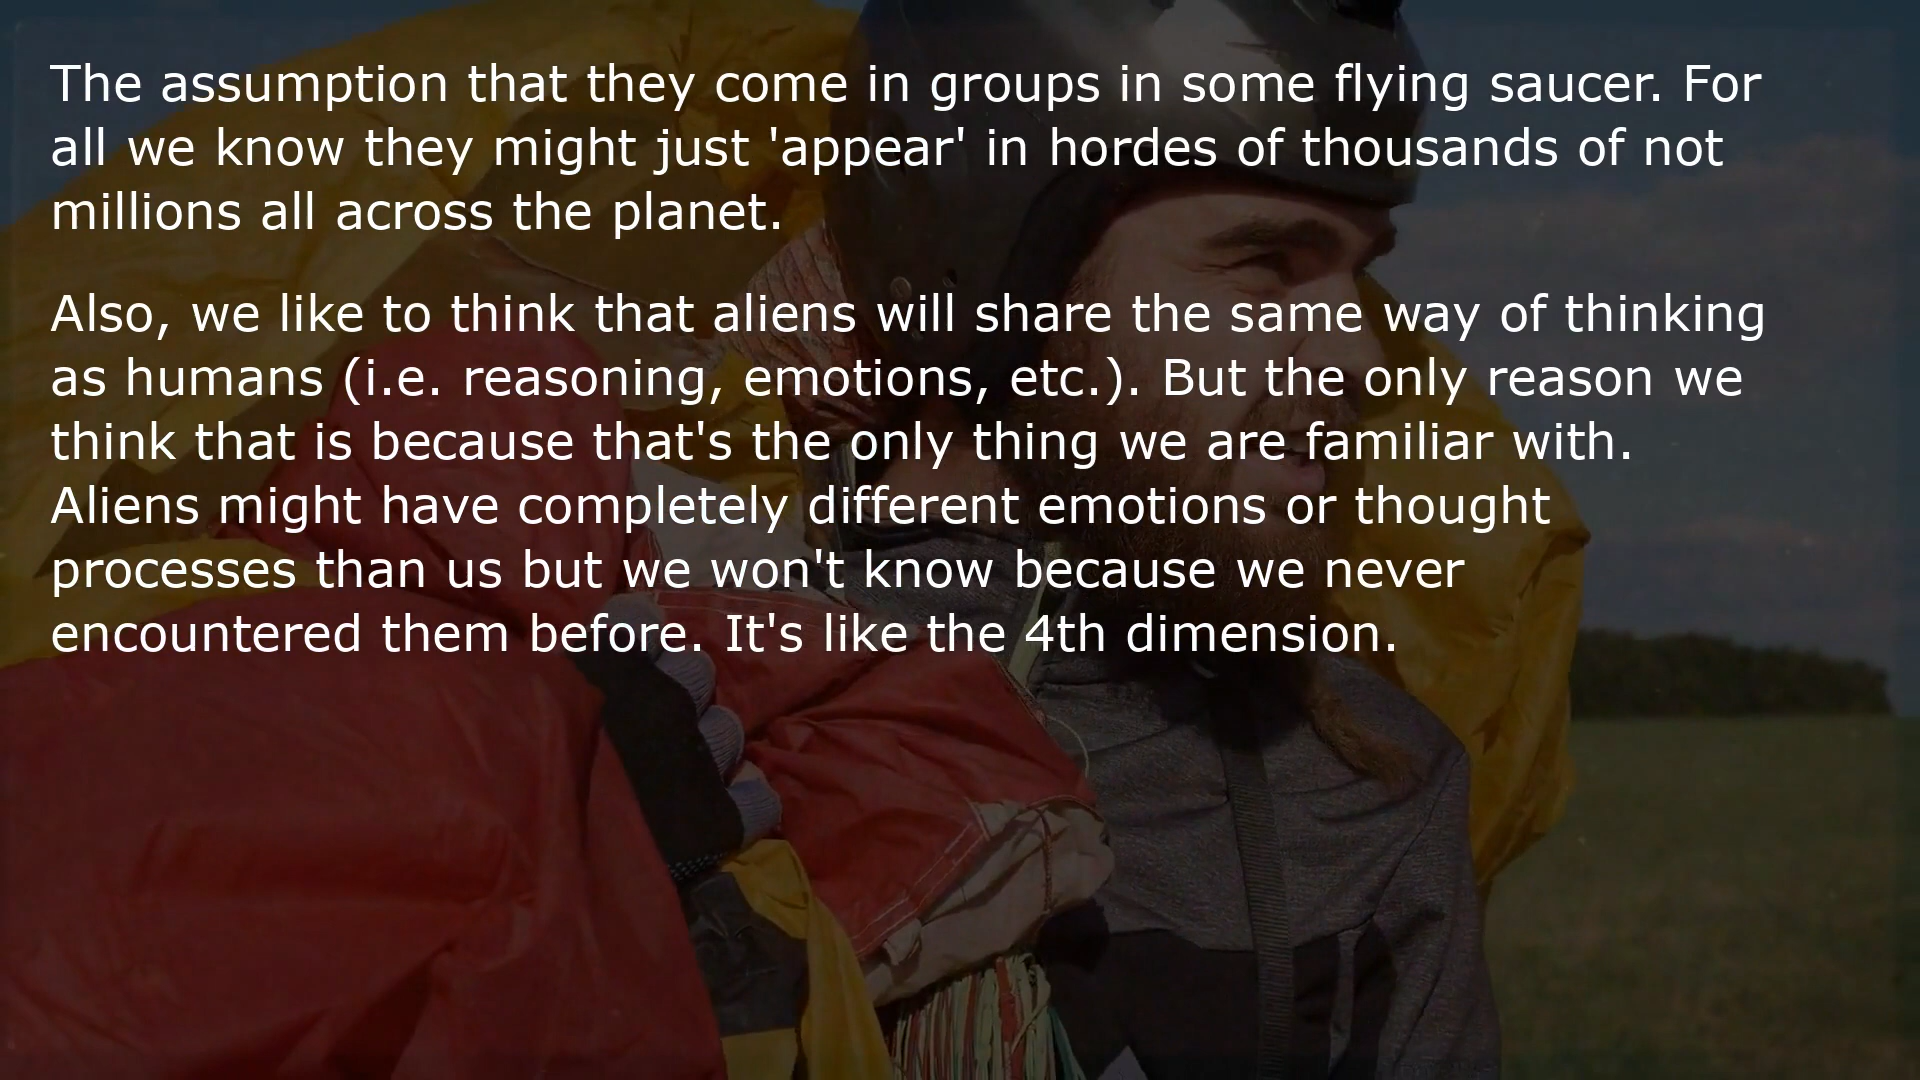 The assumption that they come in groups in some flying saucer. For
all we know they might just 'appear' in hordes of thousands of not
millions all across the planet.
Also, we like to think that aliens will share the same way of thinking
as humans (i.e. reasoning, emotions, etc.). But the only reason we
think that is because that's the only thing we are familiar with.
Aliens might have completely different emotions or thought
processes than us but we won't know because we never
encountered them before. It's like the 4th dimension.